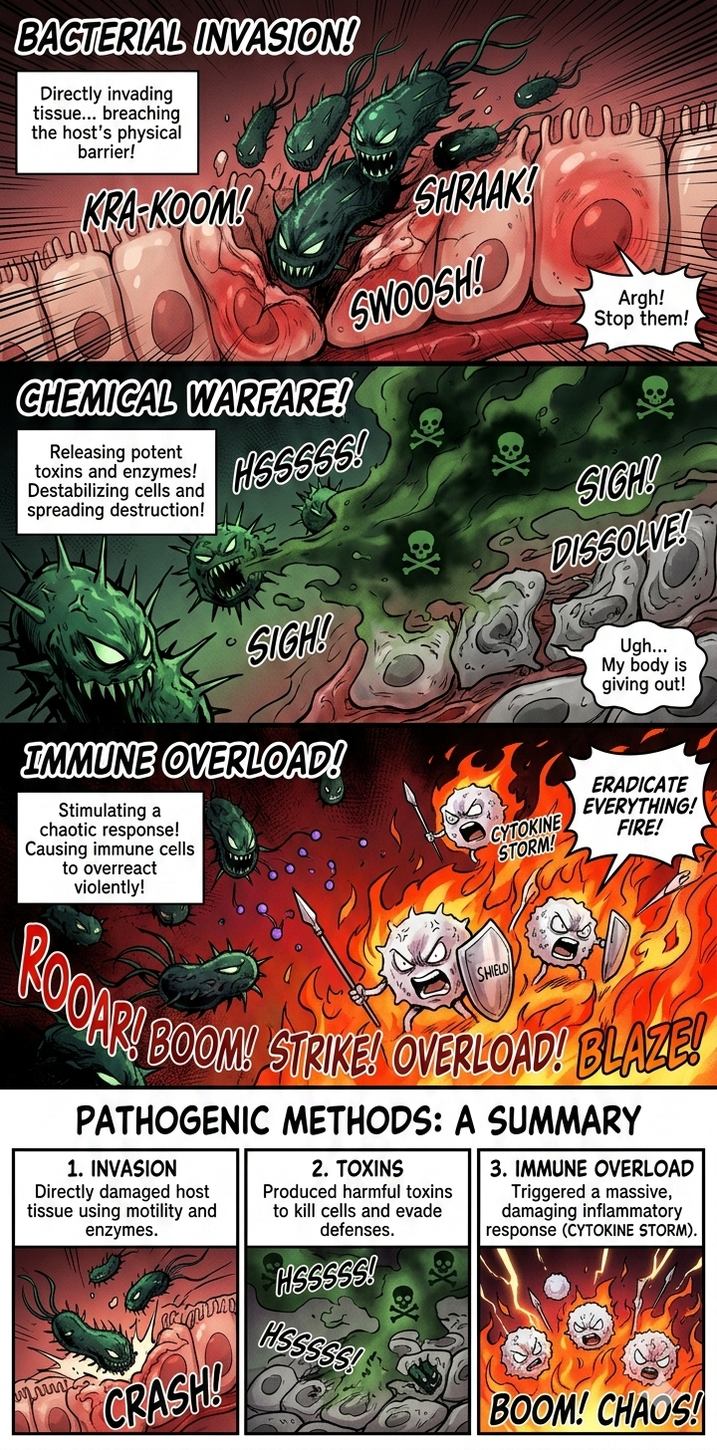 BACTERIAL INVASION!
Directly invading
tissue... breaching
the host's physical
barrier!
KRA-KOOM!
SHRAAK!
SWOOSH!
Argh!
Stop them!
CHEMICAL WARFARE!
Releasing potent
toxins and enzymes!
Destabilizing cells and
spreading destruction!
HSSSSS!
SIGH!
DISSOLVE!
SIGH!
Ugh...
My body is
giving out!
IMMUNE OVERLOAD!
Stimulating a
chaotic response!
Causing immune cells
to overreact
violently!
CYTOKINE
STORM!
ERADICATE
EVERYTHING!
FIRE!
SHIELD
ROOAR! BOOM! STRIKE! OVERLOAD! BLAZE!
PATHOGENIC METHODS: A SUMMARY
1. INVASION
Directly damaged host
tissue using motility and
enzymes.
CRASH!
2. TOXINS
Produced harmful toxins
to kill cells and evade
defenses.
HSSSSS!
HSSSSS!
3. IMMUNE OVERLOAD
Triggered a massive,
damaging inflammatory
response (CYTOKINE STORM).
BOOM! CHAOS!